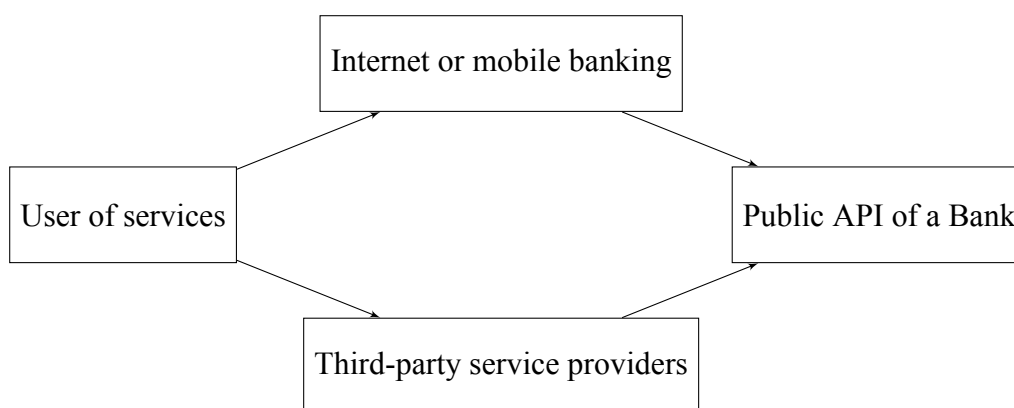 Internet or mobile banking
User of services
Public API of a Bank
Third-party service providers